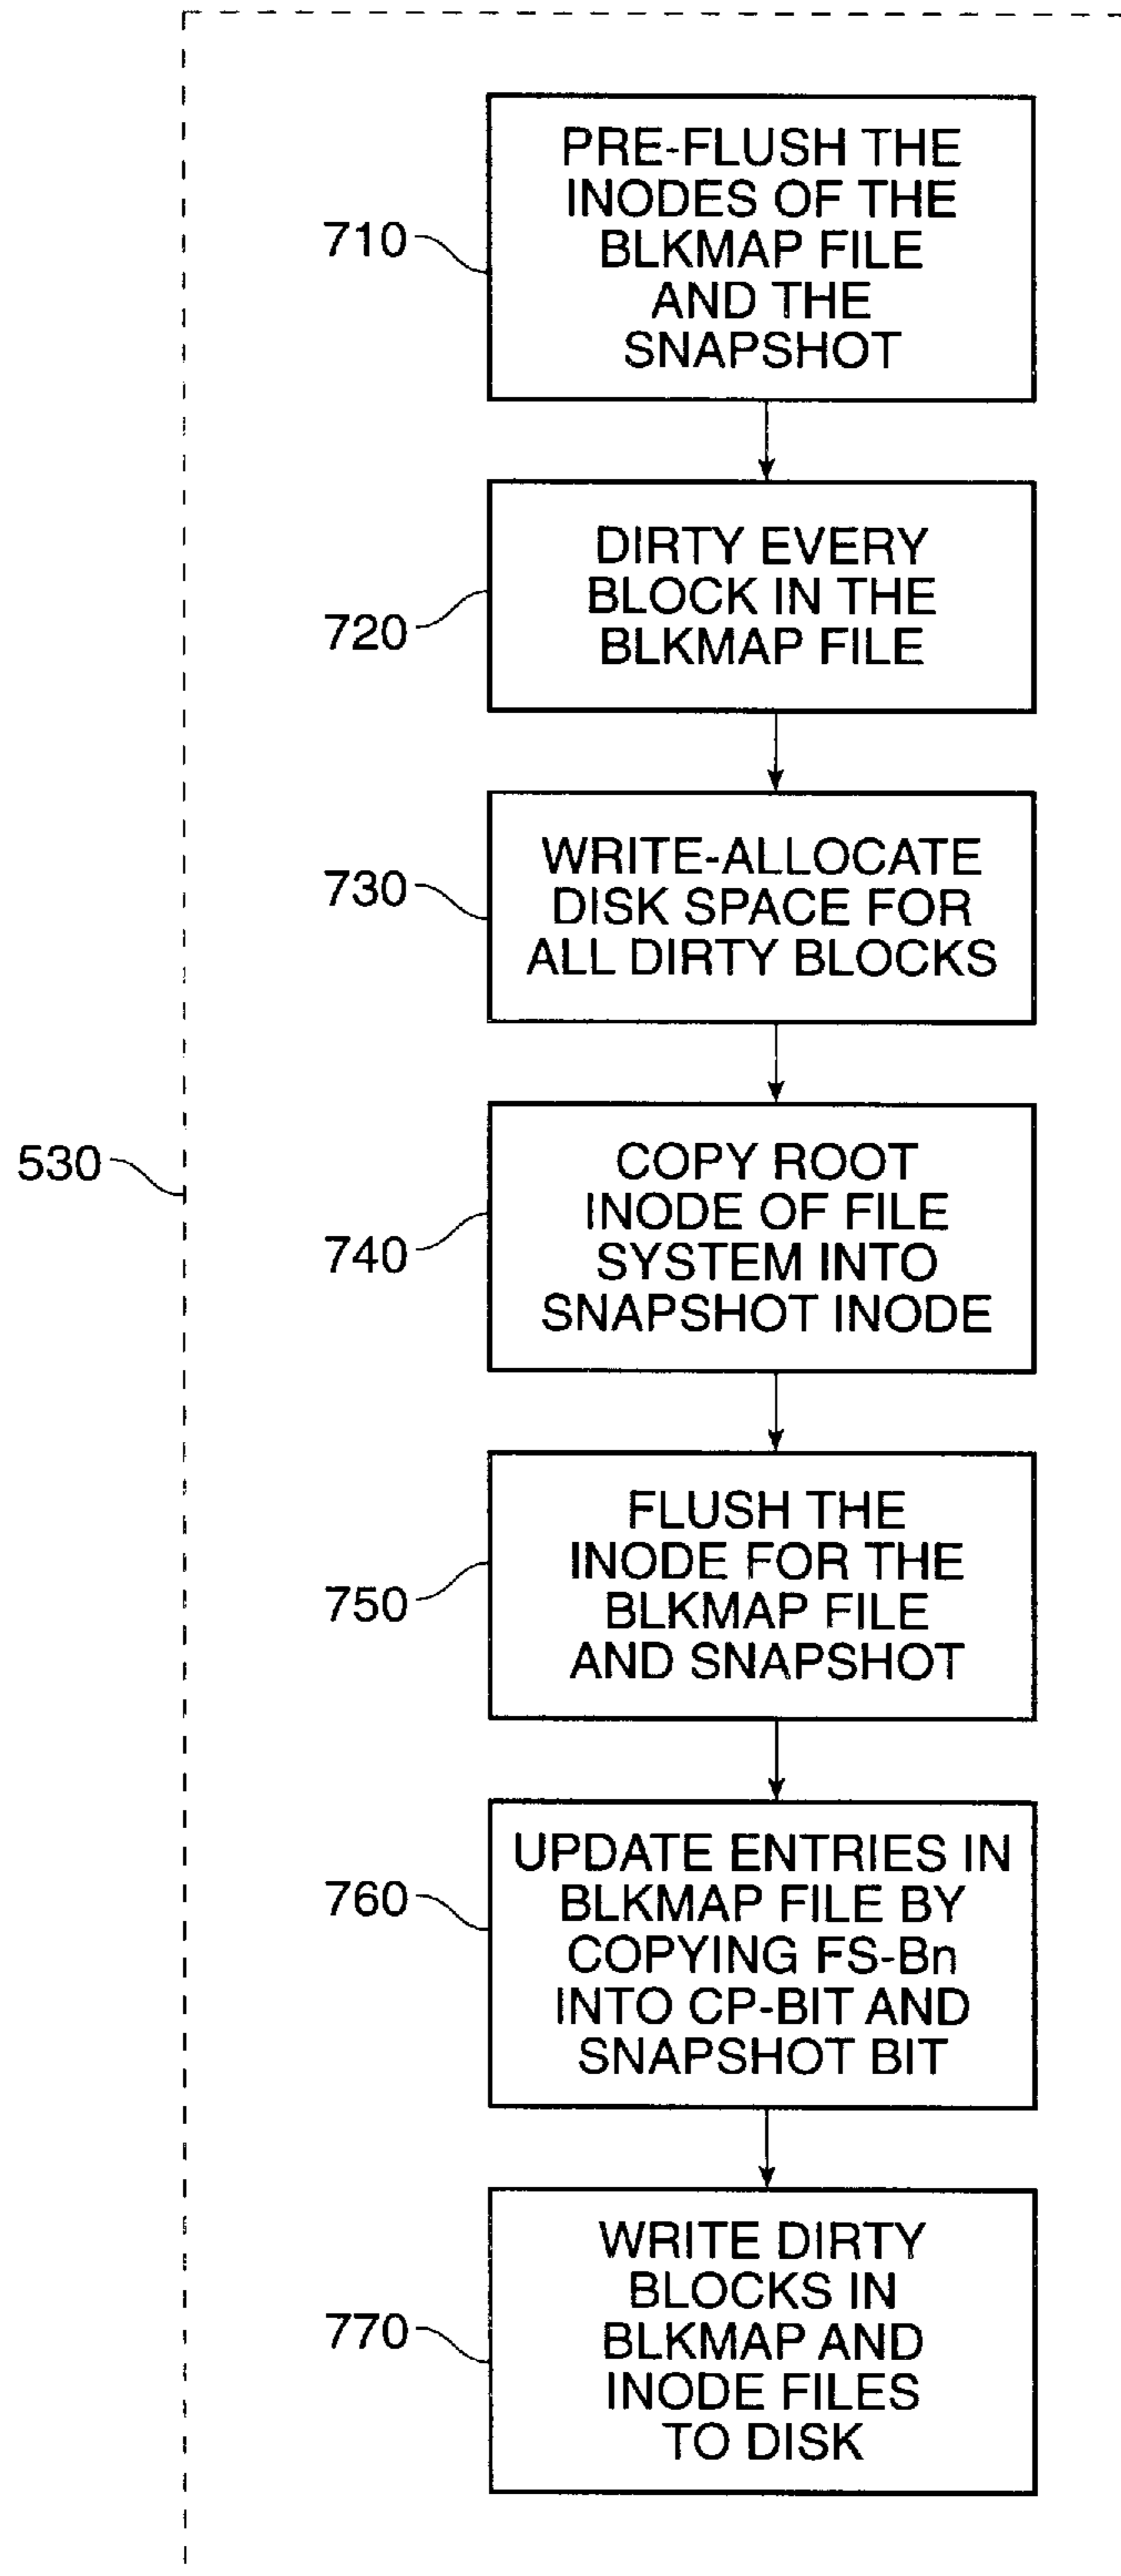 PRE-FLUSH THE
INODES OF THE
BLKMAP FILE
AND THE
SNAPSHOT
710
DIRTY EVERY
BLOCK IN THE
BLKMAP FILE
720
WRITE-ALLOCATE
DISK SPACE FOR
ALL DIRTY BLOCKS
730
COPY ROOT
INODE OF FILE
SYSTEM INTO
SNAPSHOT INODE
530
740
FLUSH THE
INODE FOR THE
BLKMAP FILE
AND SNAPSHOT
750
UPDATE ENTRIES IN
BLKMAP FILE BY
COPYING FS-Bn
INTO CP-BIT AND
SNAPSHOT BIT
760
WRITE DIRTY
BLOCKS IN
BLKMAP AND
INODE FILES
TO DISK
770